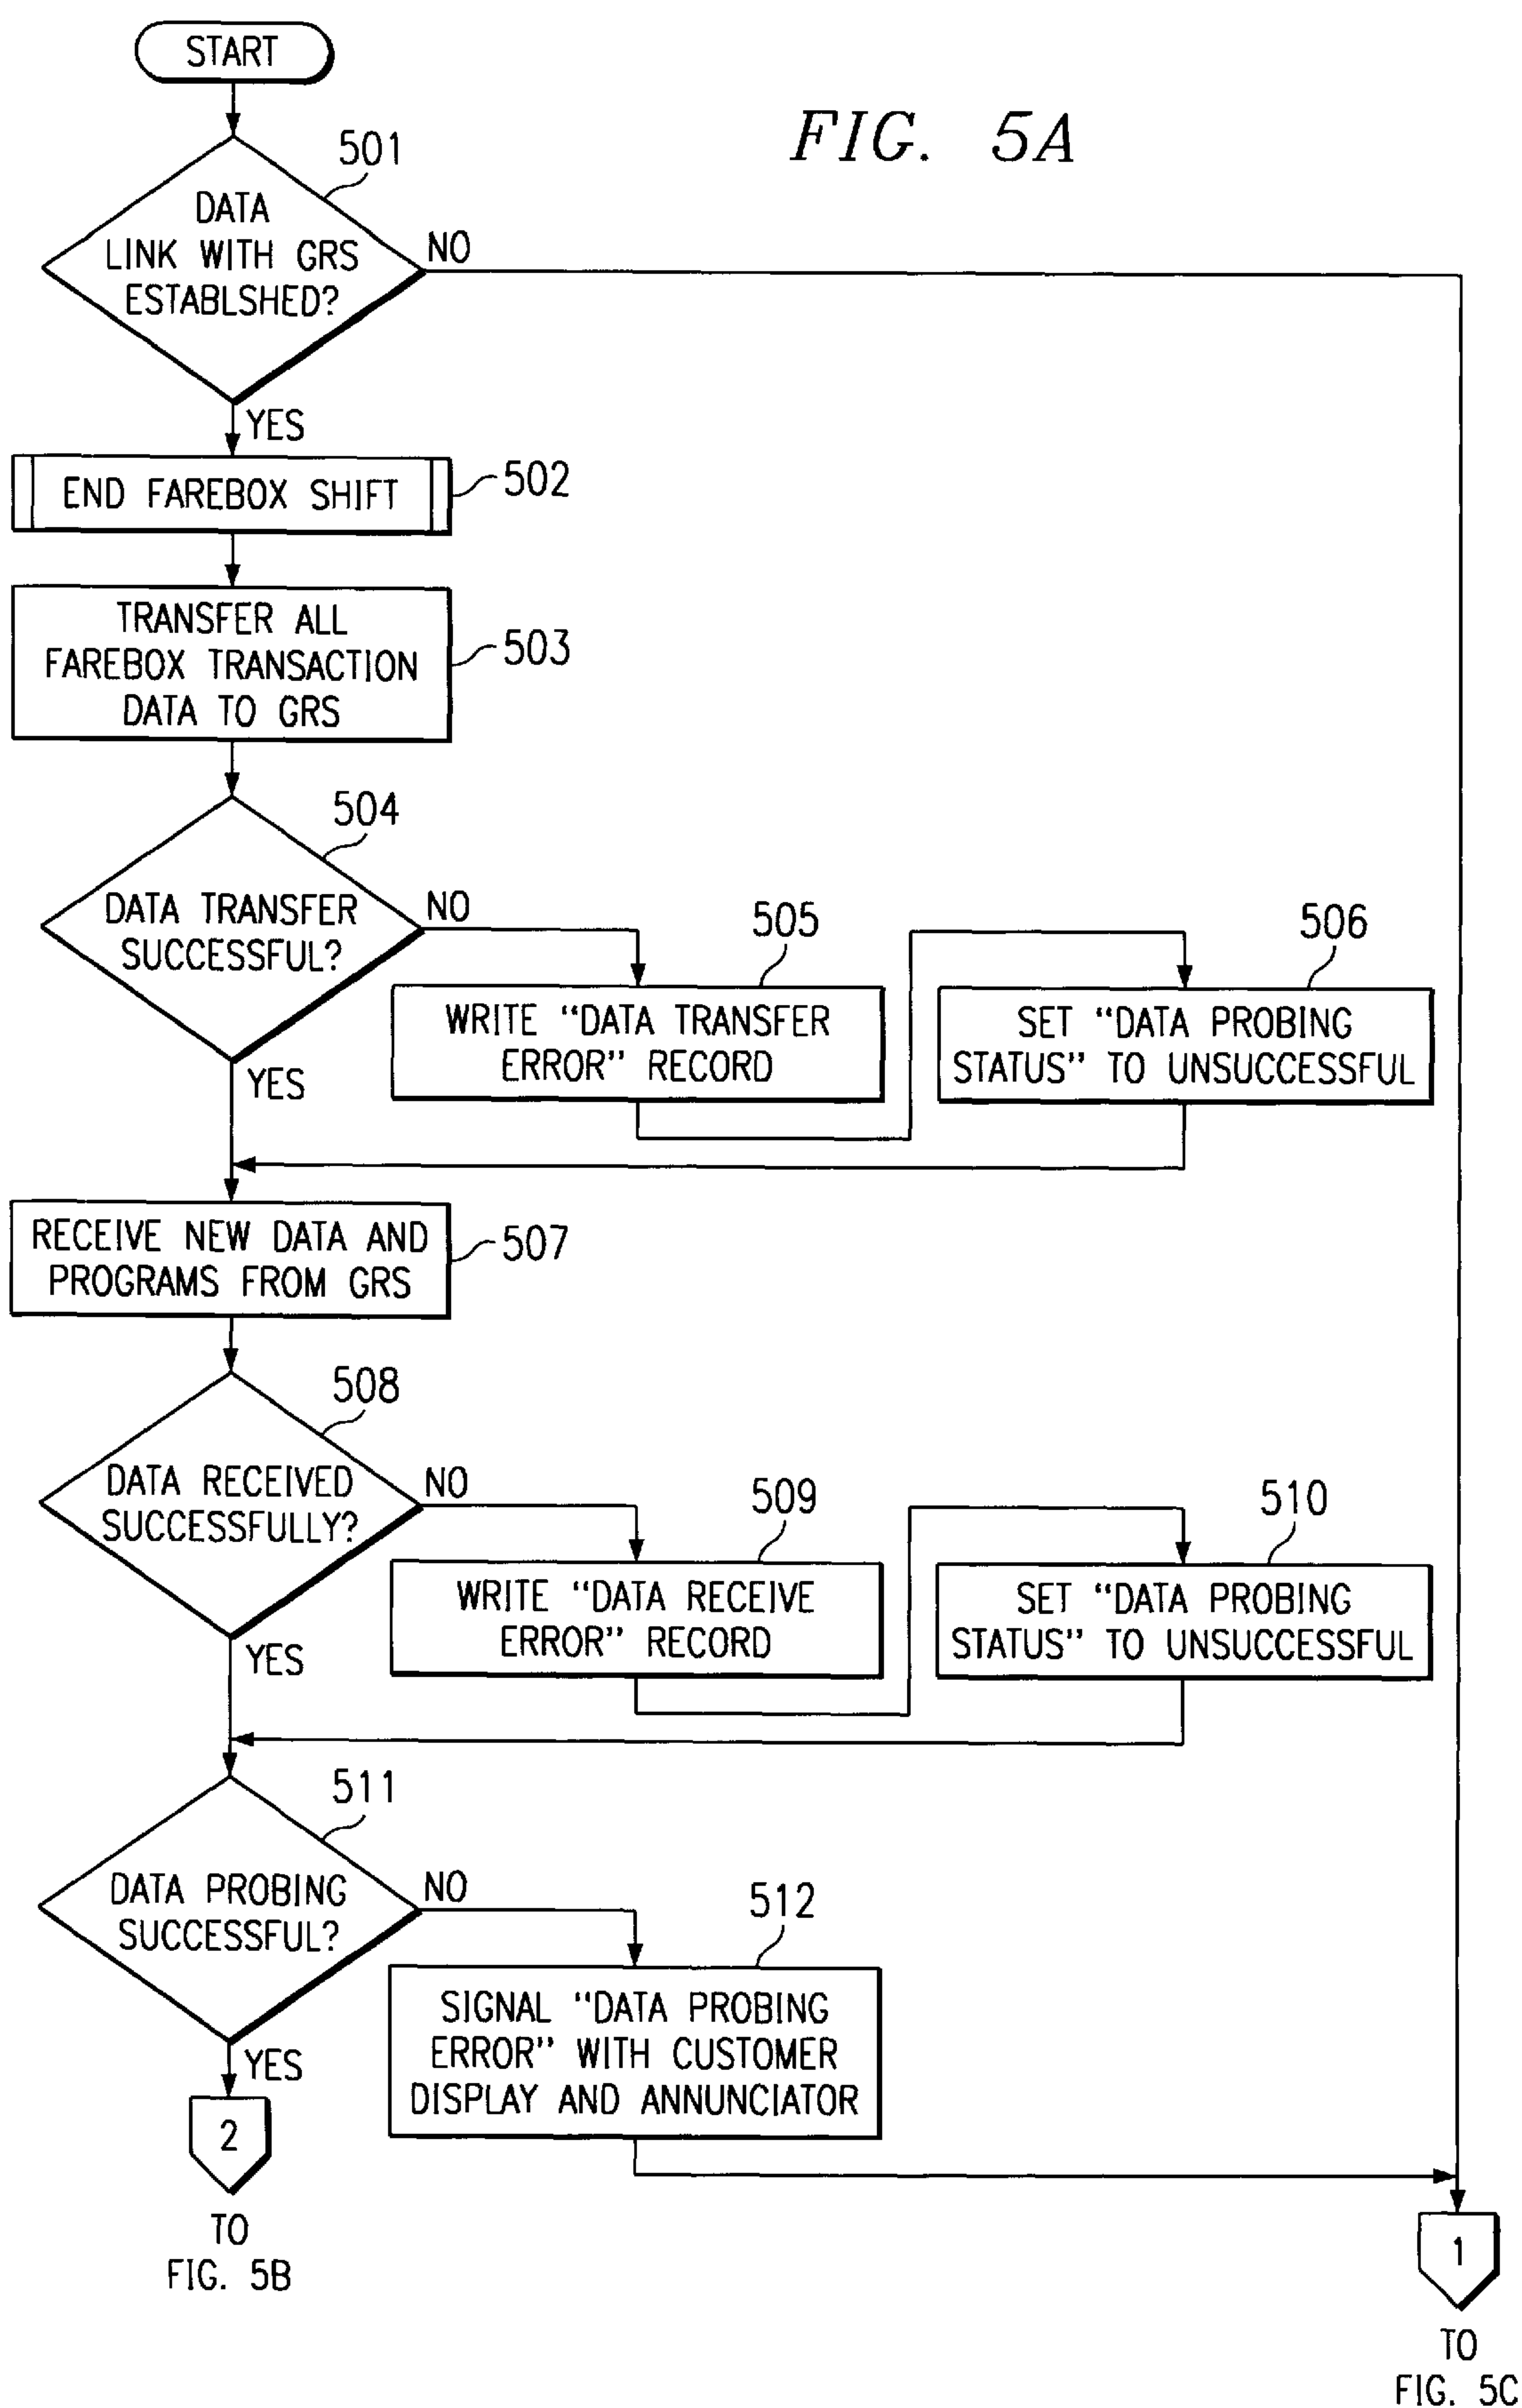 START
FIG. 5A
501
DATA
LINK WITH GRS
ESTABLSHED?
NO
YES
END FAREBOX SHIFT
502
TRANSFER ALL
FAREBOX TRANSACTION
DATA TO GRS
503
504
DATA TRANSFER
SUCCESSFUL?
NO
YES
505
WRITE "DATA TRANSFER
ERROR" RECORD
506
SET "DATA PROBING
STATUS" TO UNSUCCESSFUL
RECEIVE NEW DATA AND
PROGRAMS FROM GRS
507
508
DATA RECEIVED
SUCCESSFULLY?
NO
YES
509
WRITE "DATA RECEIVE
ERROR" RECORD
510
SET "DATA PROBING
STATUS" TO UNSUCCESSFUL
511
DATA PROBING
SUCCESSFUL?
NO
YES
512
SIGNAL "DATA PROBING
ERROR" WITH CUSTOMER
DISPLAY AND ANNUNCIATOR
2
TO
FIG. 5B
1
TO
FIG. 5C